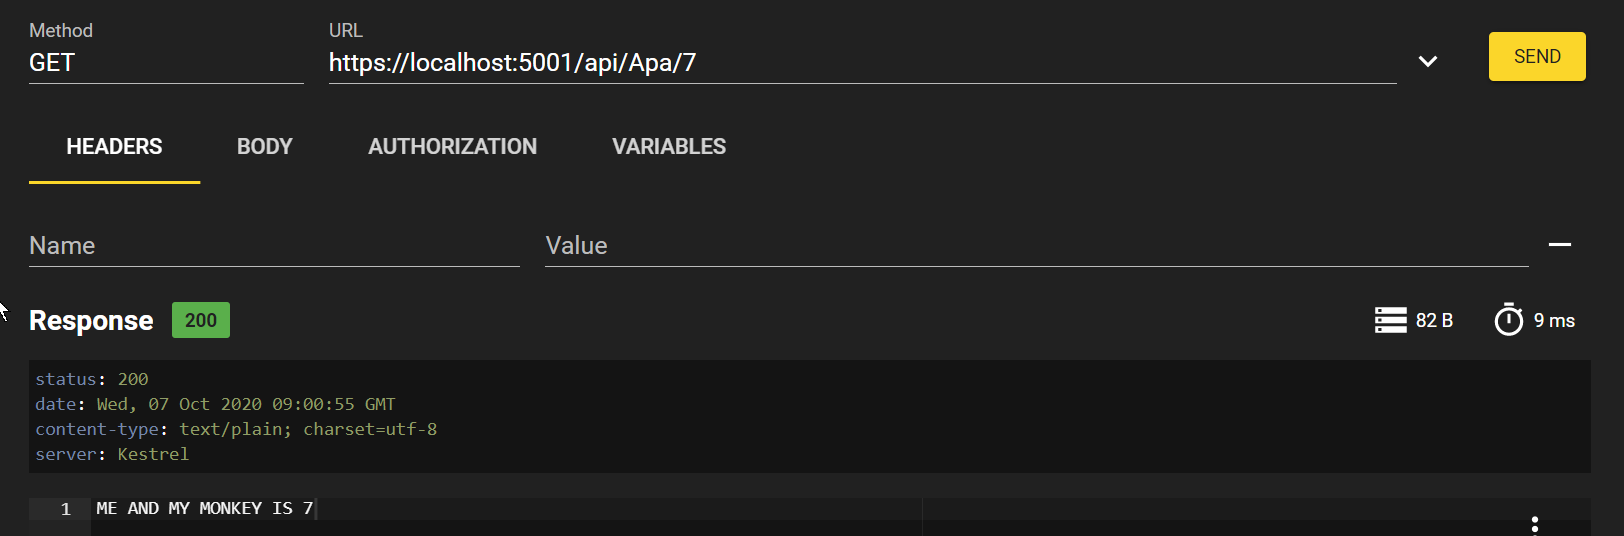 Method
URL
GET
https://localhost:5001/api/Apa/7
SEND
HEADERS
BODY
AUTHORIZATION
VARIABLES
Name
Value
Response
200
82 B
9 ms
status: 200
date: Wed, 07 Oct 2020 09:00:55 GMT
content-type: text/plain; charset=utf-8
server: Kestrel
1
ME AND MY MONKEY IS 7